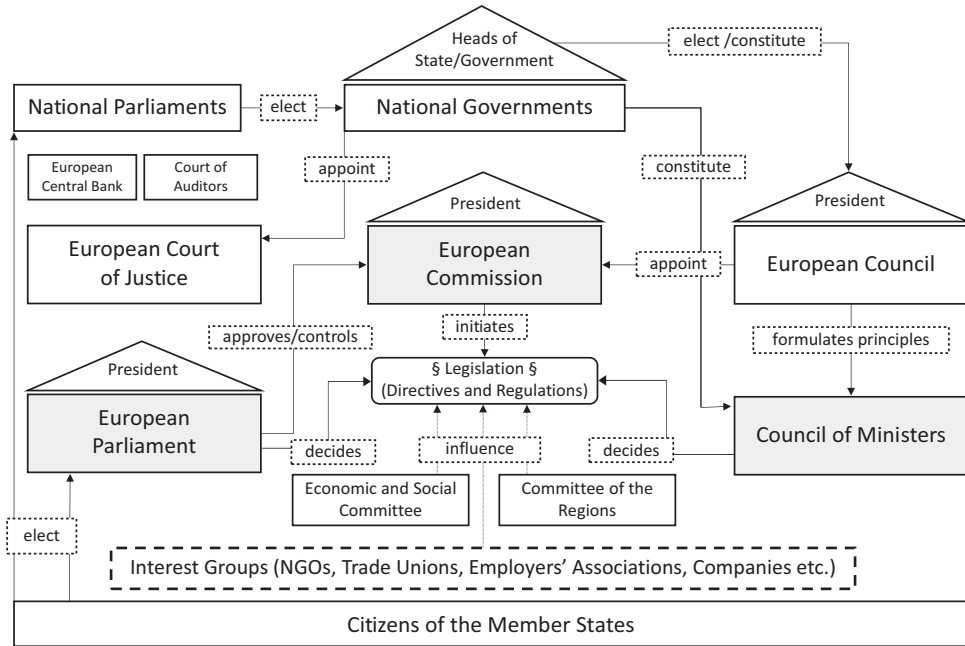 Heads of
State/Government
elect /constitute
National Parliaments
elect
National Governments
European
Central Bank
Court of
Auditors
appoint
constitute
President
President
European Court
of Justice
European
Commission
appoint
European Council
approves/controls
initiates
formulates principles
President
§ Legislation §
(Directives and Regulations)
European
Parliament
Council of Ministers
decides
influence
decides
Economic and Social
Committee
Committee of the
Regions
elect
Interest Groups (NGOs, Trade Unions, Employers’ Associations, Companies etc.)
Citizens of the Member States